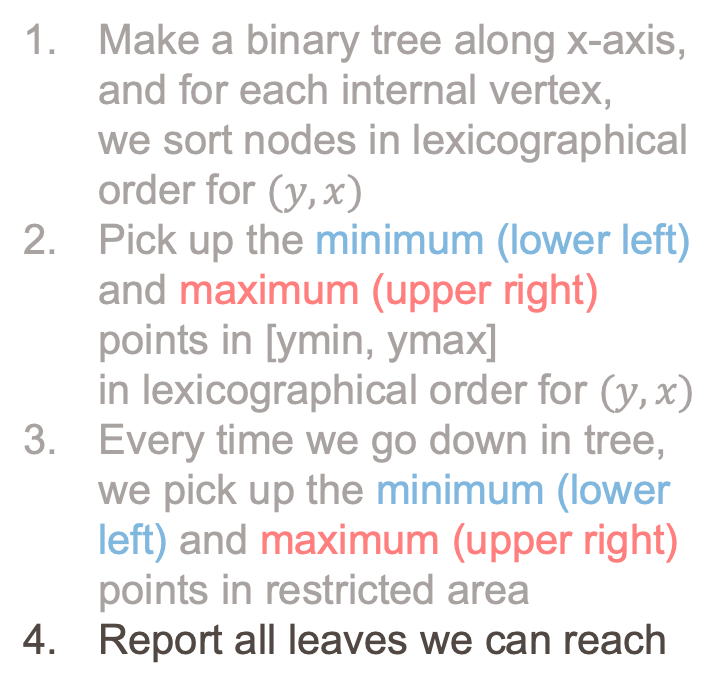 1. Make a binary tree along x-axis,
and for each internal vertex,
we sort nodes in lexicographical
order for (y, x)
2. Pick up the minimum (lower left)
and maximum (upper right)
points in [ymin, ymax]
in lexicographical order for (y, x)
3. Every time we go down in tree,
we pick up the minimum (lower
left) and maximum (upper right)
points in restricted area
4. Report all leaves we can reach